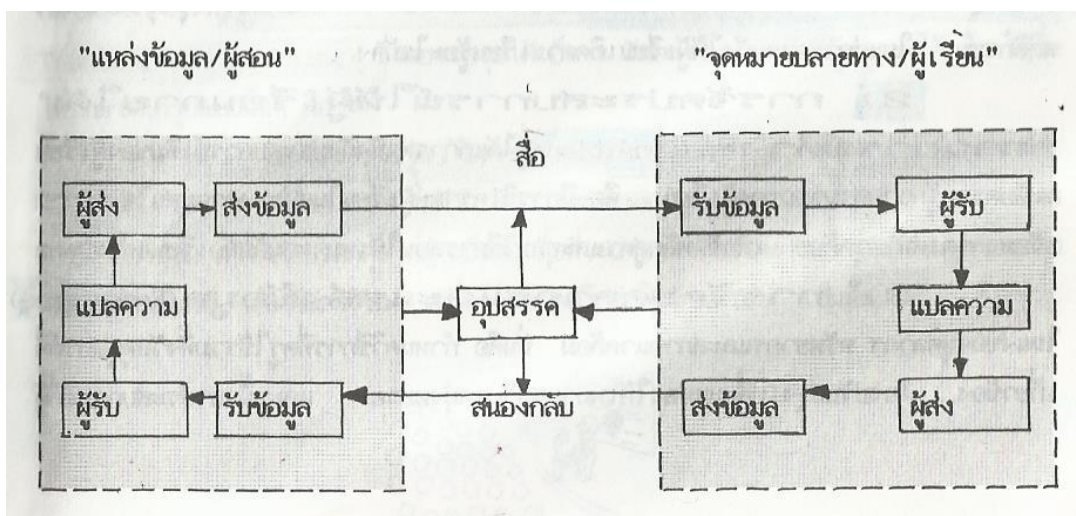 "แหล่งข้อมูล/ผู้สอน" "จุดหมายปลายทาง/ผู้เรียน"
สื่อ
ผู้ส่ง ส่งข้อมูล รับข้อมูล ผู้รับ
แปลความ อุปสรรค แปลความ
ผู้รับ รับข้อมูล สนองกลับ ส่งข้อมูล ผู้ส่ง